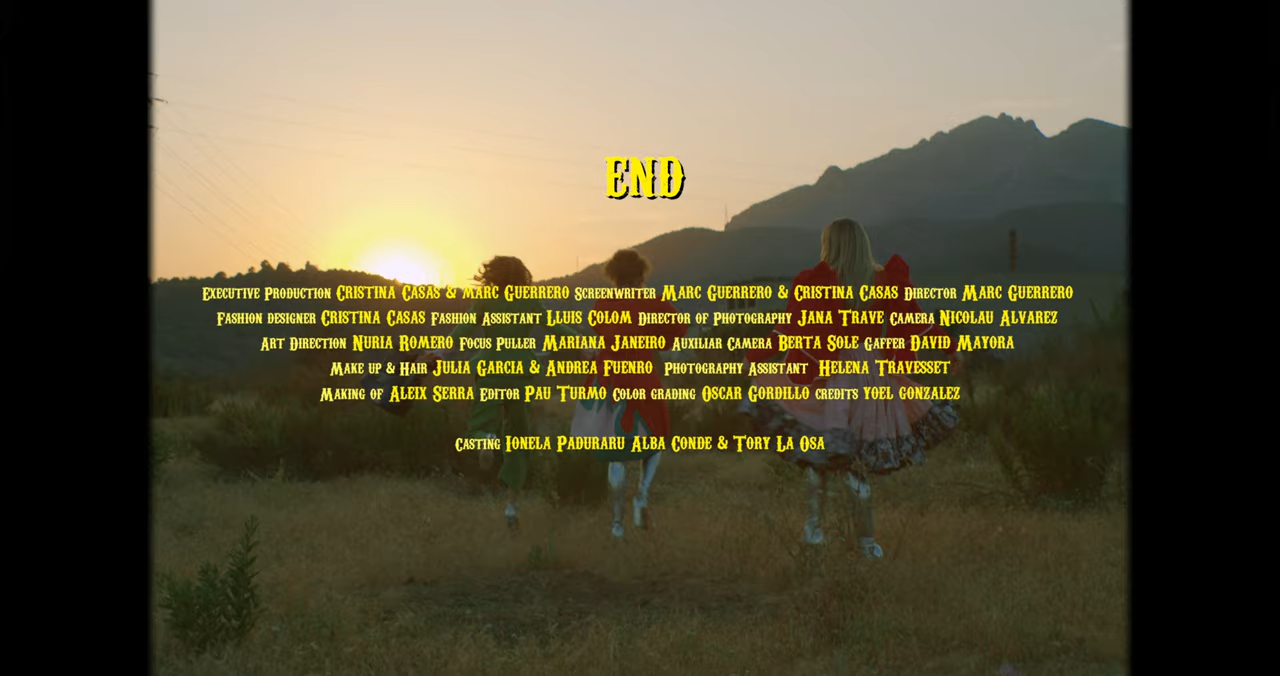 END
Executive Production CRISTINA CASAS & MARC GUERRERO Screenwriter MARC GUERRERO & CRISTINA CASAS Director MARC GUERRERO
Fashion designer CRISTINA CASAS Fashion Assistant LLUIS COLOM Director of Photography JANA TRAVE Camera NICOLAU ALVAREZ
Art Direction NURIA ROMERO Focus Puller MARIANA JANEIRO Auxiliar Camera BERTA SOLE Gaffer DAVID MAYORA
Make up & Hair JULIA GARCIA & ANDREA FUENRO Photography Assistant HELENA TRAVESSET
Making of ALEIX SERRA Editor PAU TURMO Color grading OSCAR GORDILLO credits YOEL GONZALEZ
Casting IONELA PADURARU ALBA CONDE & TORY LA OSA